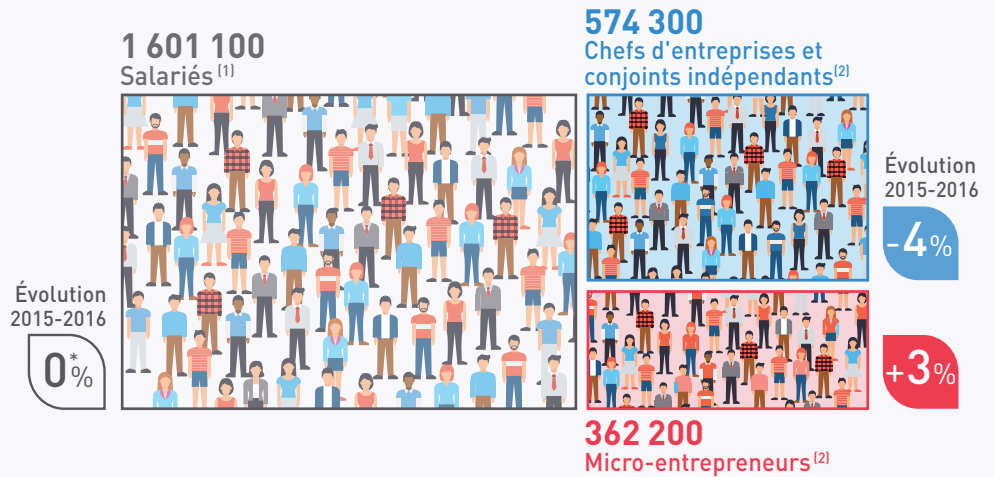 1 601 100
Salariés (1)
574 300
Chefs d'entreprises et
conjoints indépendants(2)
Évolution
2015-2016
-4%
Évolution
2015-2016
0*%
+3%
362 200
Micro-entrepreneurs(2)